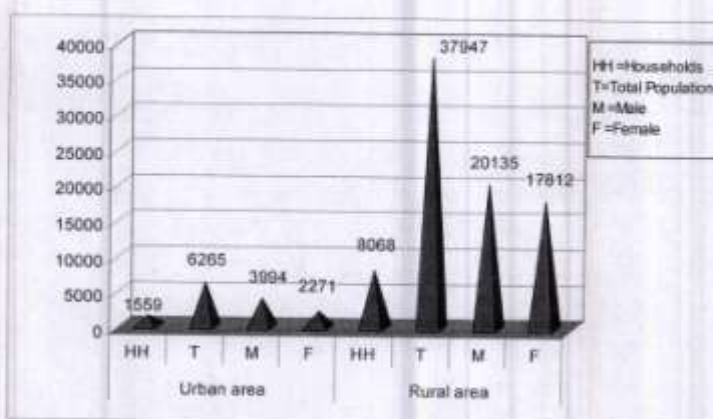 40000
35000
30000
25000
20000
15000
10000
5000
0
1559
6265
3994
2271
8068
37947
20135
17812
HH T M F HH T M F
Urban area Rural area
HH =Households
T=Total Population
M =Male
F =Female